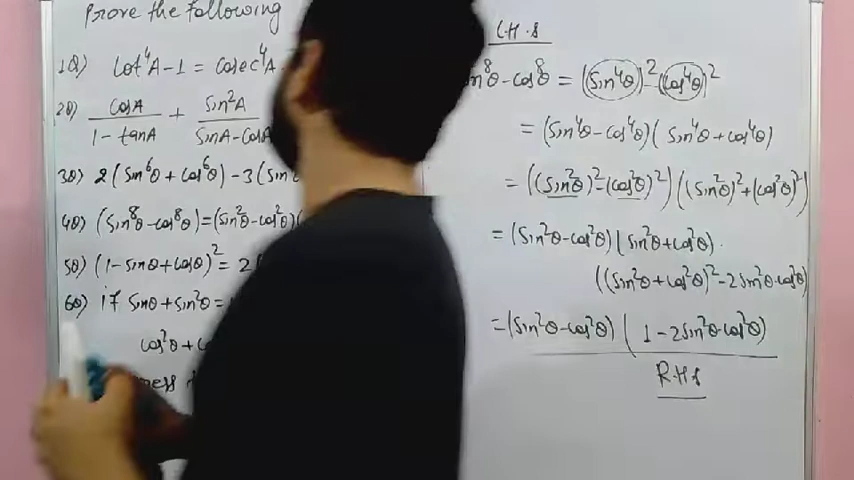 Prove the following
1Q) Cot⁴A-1 = Cosec⁴A
2Q) CosA/(1-tanA) + Sin²A/(SinA-CosA
3Q) 2(Sin⁶θ+Cos⁶θ)-3(Sin
4Q) (Sin⁸θ-Cos⁸θ)=(Sin²θ-Cos²θ)(
5Q) (1-Sinθ+Cosθ)² = 2
6Q) if Sinθ+Sin²θ=
Cos²θ+
L.H.S
θ-Cos⁸θ = (Sin⁴θ)²-(Cos⁴θ)²
= (Sin⁴θ-Cos⁴θ)(Sin⁴θ+Cos⁴θ)
= ((Sin²θ)²-(Cos²θ)²)((Sin²θ)²+(Cos²θ)²)
= (Sin²θ-Cos²θ)(Sin²θ+Cos²θ).
((Sin²θ+Cos²θ)²-2Sin²θ.Cos²θ)
=(Sin²θ-Cos²θ)(1-2Sin²θ.Cos²θ)
R.H.S